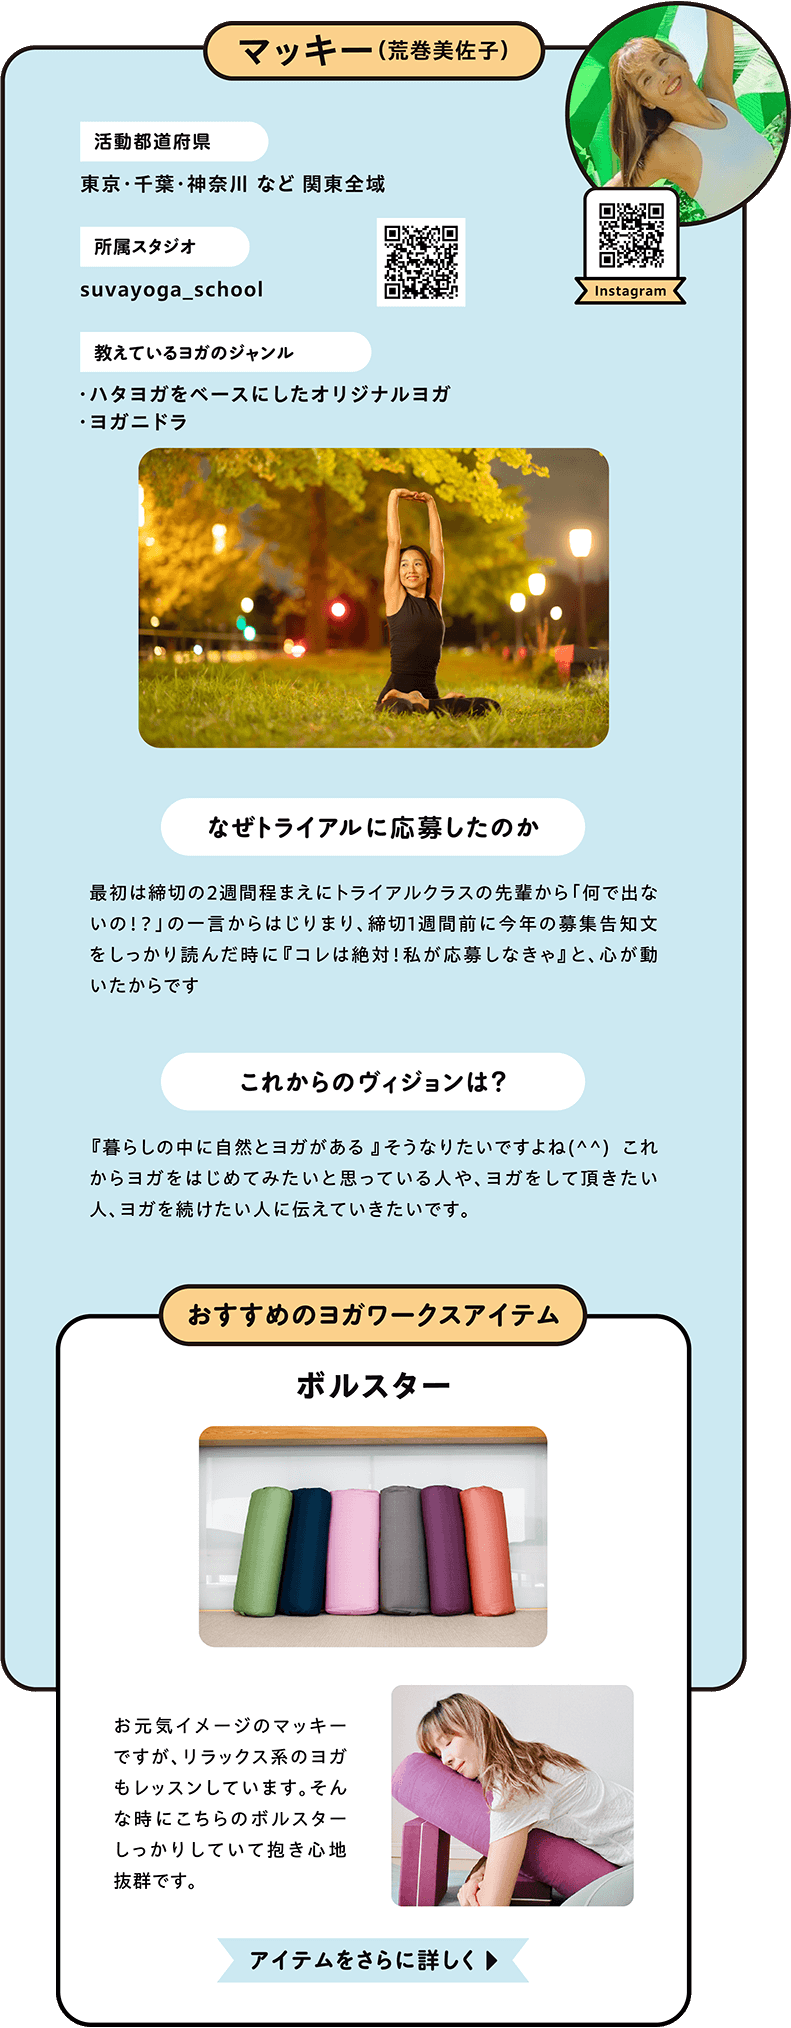 マッキー（荒巻美佐子）
活動都道府県
東京・千葉・神奈川 など 関東全域
所属スタジオ
suvayoga_school
Instagram
教えているヨガのジャンル
・ハタヨガをベースにしたオリジナルヨガ
・ヨガニドラ
なぜトライアルに応募したのか
最初は締切の2週間程まえにトライアルクラスの先輩から「何で出な
いの！？」の一言からはじりまり、締切1週間前に今年の募集告知文
をしっかり読んだ時に『コレは絶対！私が応募しなきゃ』と、心が動
いたからです
これからのヴィジョンは？
『暮らしの中に自然とヨガがある 』そうなりたいですよね(^^) これ
からヨガをはじめてみたいと思っている人や、ヨガをして頂きたい
人、ヨガを続けたい人に伝えていきたいです。
おすすめのヨガワークスアイテム
ボルスター
お元気イメージのマッキー
ですが、リラックス系のヨガ
もレッスンしています。そん
な時にこちらのボルスター
しっかりしていて抱き心地
抜群です。
アイテムをさらに詳しく▶